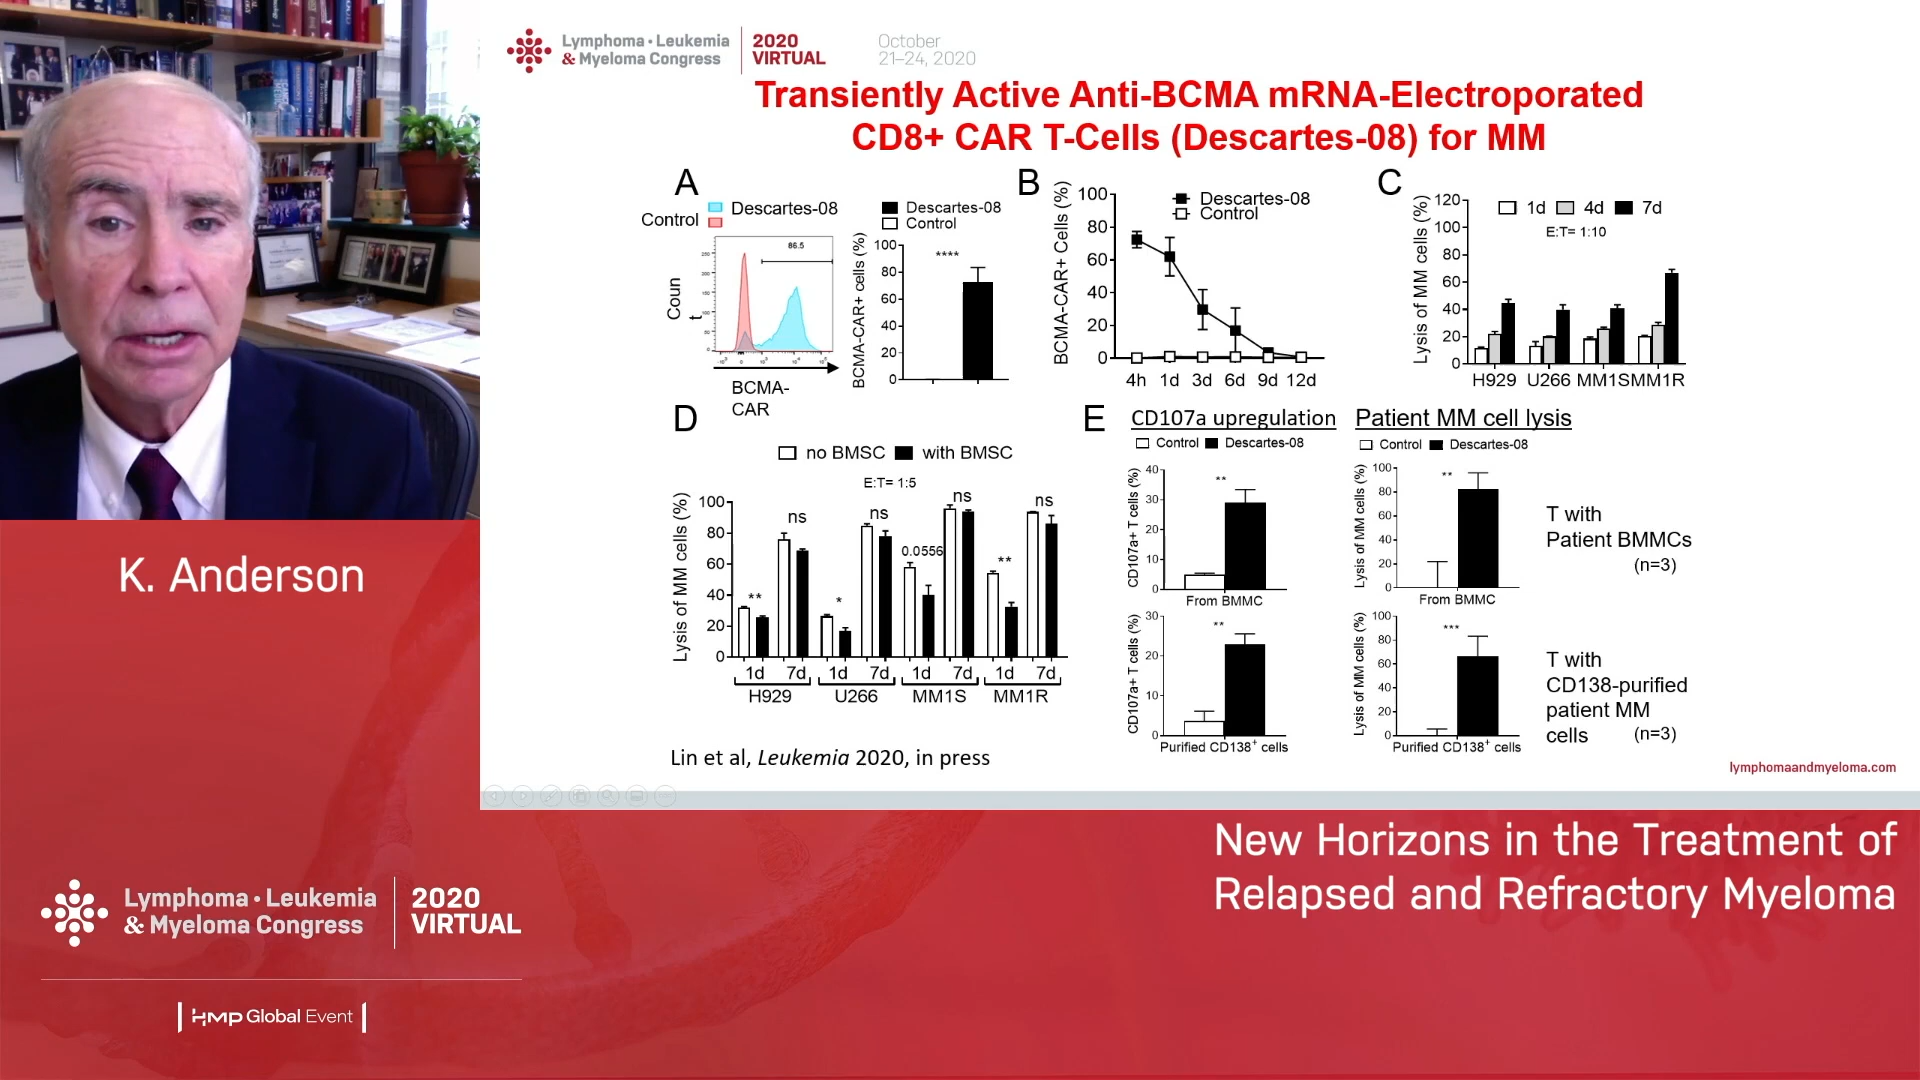 Lymphoma • Leukemia
& Myeloma Congress
2020
VIRTUAL
October
21–24, 2020
Transiently Active Anti-BCMA mRNA-Electroporated
CD8+ CAR T-Cells (Descartes-08) for MM
A
Control
Descartes-08
86.5
Coun
t
BCMA-
CAR
Descartes-08
Control
****
BCMA-CAR+ cells (%)
100
80
60
40
20
0
B
BCMA-CAR+ Cells (%)
100
80
60
40
20
0
Descartes-08
Control
4h 1d 3d 6d 9d 12d
C
Lysis of MM cells (%)
120
100
80
60
40
20
0
1d 4d 7d
E:T= 1:10
H929 U266 MM1S MM1R
D
no BMSC with BMSC
E:T= 1:5
Lysis of MM cells (%)
100
80
60
40
20
0
** ns * ns 0.0556 ns ** ns
1d 7d 1d 7d 1d 7d 1d 7d
H929 U266 MM1S MM1R
E
CD107a upregulation
Control Descartes-08
CD107a+ T cells (%)
40
30
20
10
0
**
From BMMC
CD107a+ T cells (%)
30
20
10
0
**
Purified CD138+ cells
Patient MM cell lysis
Control Descartes-08
Lysis of MM cells (%)
100
80
60
40
20
0
**
From BMMC
Lysis of MM cells (%)
100
80
60
40
20
0
***
Purified CD138+ cells
T with
Patient BMMCs
(n=3)
T with
CD138-purified
patient MM
cells (n=3)
Lin et al, Leukemia 2020, in press
lymphomaandmyeloma.com
K. Anderson
New Horizons in the Treatment of
Relapsed and Refractory Myeloma
Lymphoma • Leukemia
& Myeloma Congress
2020
VIRTUAL
HMP Global Event